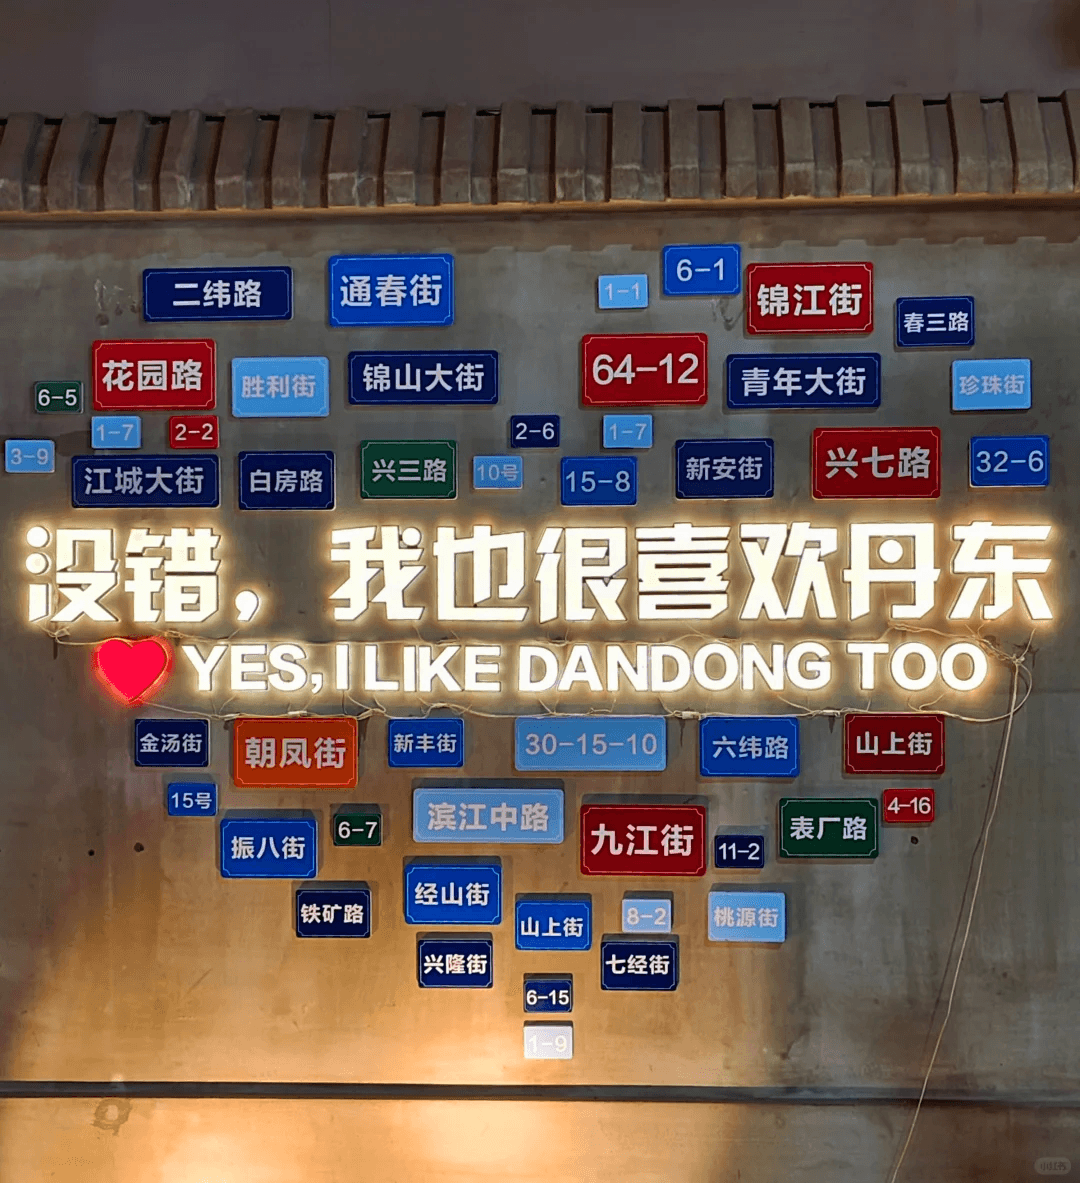 6-1
二纬路
通春街
1-1
锦江街
春三路
花园路
胜利街
锦山大街
64-12
青年大街
珍珠街
6-5
1-7
2-2
2-6
1-7
3-9
江城大街
白房路
兴三路
10号
15-8
新安街
兴七路
32-6
没错，我也很喜欢丹东
YES,I LIKE DANDONG TOO
金汤街
朝凤街
新丰街
30-15-10
六纬路
山上街
15号
振八街
6-7
滨江中路
九江街
11-2
表厂路
4-16
铁矿路
经山街
山上街
8-2
桃源街
兴隆街
七经街
6-15
1-9
小红书